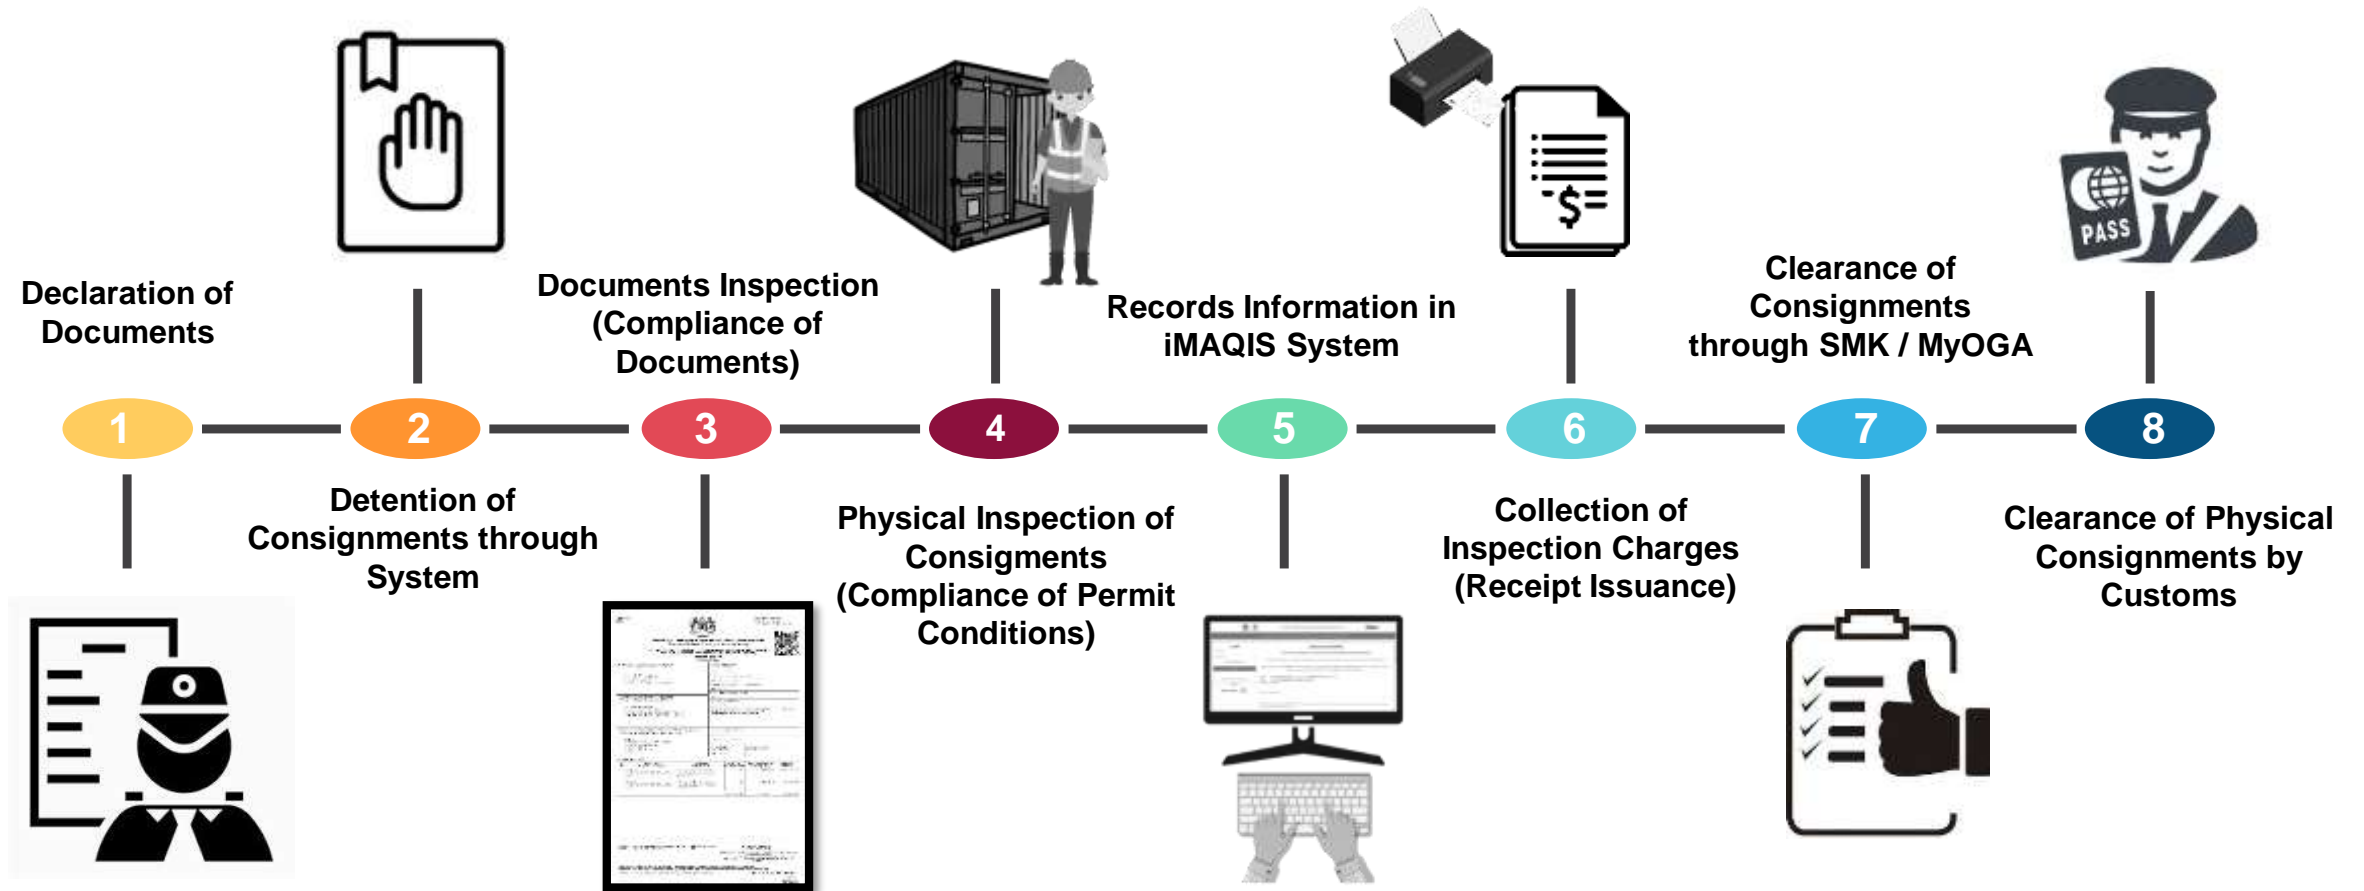 Declaration of
Documents
1
2
Detention of
Consignments through
System
Documents Inspection
(Compliance of
Documents)
3
4
Physical Inspection of
Consigments
(Compliance of Permit
Conditions)
Records Information in
iMAQIS System
5
$
6
Collection of
Inspection Charges
(Receipt Issuance)
Clearance of
Consignments
through SMK / MyOGA
7
PASS
8
Clearance of Physical
Consignments by
Customs